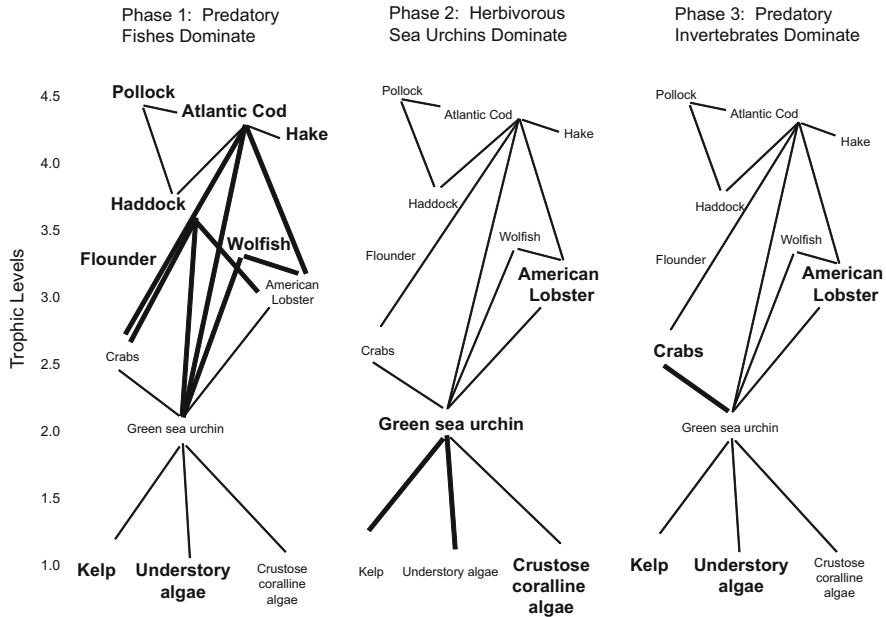 Phase 1: Predatory
Fishes Dominate
Phase 2: Herbivorous
Sea Urchins Dominate
Phase 3: Predatory
Invertebrates Dominate
Trophic Levels
4.5
4.0
3.5
3.0
2.5
2.0
1.5
1.0
Pollock
Atlantic Cod
Hake
Haddock
Flounder
Wolfish
American
Lobster
Crabs
Green sea urchin
Kelp
Understory
algae
Crustose
coralline
algae
Pollock
Atlantic Cod
Hake
Haddock
Wolfish
Flounder
American
Lobster
Crabs
Green sea urchin
Kelp
Understory algae
Crustose
coralline
algae
Pollock
Atlantic Cod
Hake
Haddock
Wolfish
Flounder
American
Lobster
Crabs
Green sea urchin
Kelp
Understory
algae
Crustose
coralline
algae